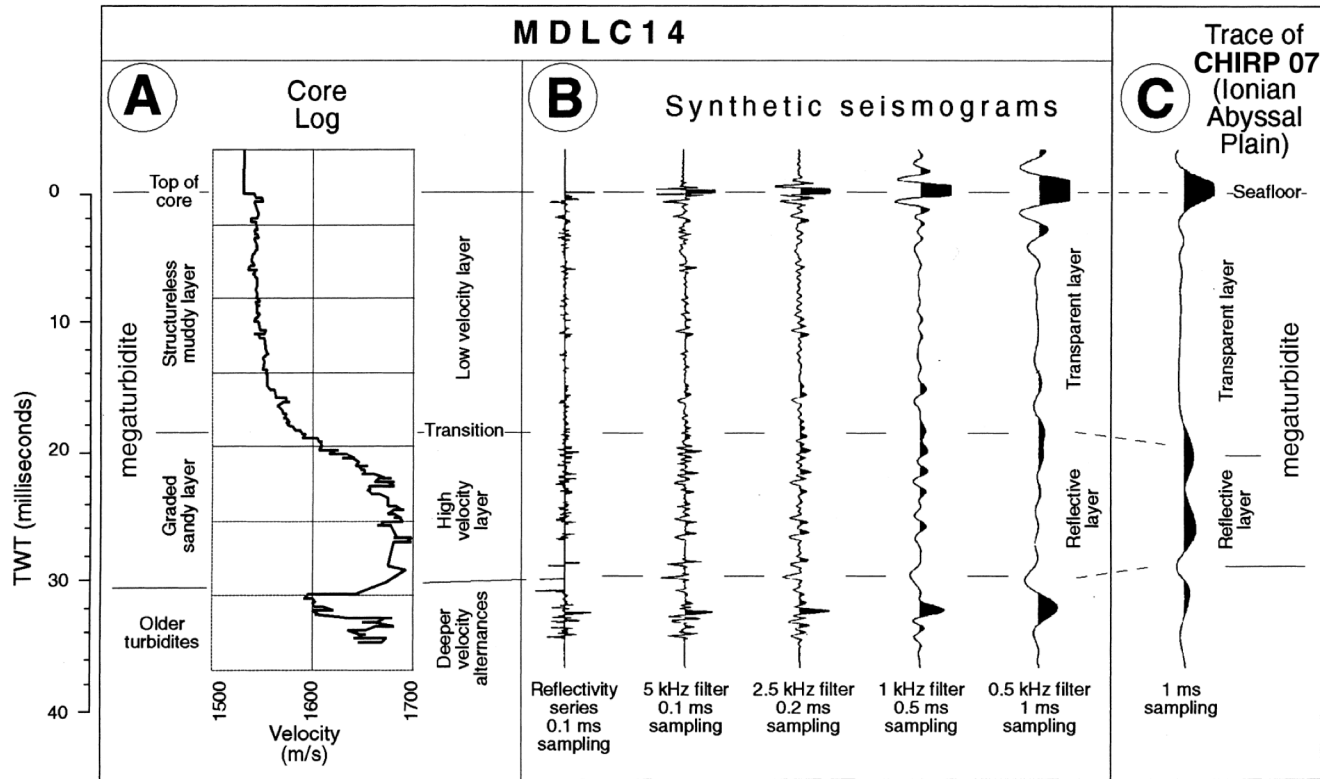 MDLC14
Trace of
CHIRP 07
(Ionian
Abyssal
Plain)
A
Core
Log
B
Synthetic seismograms
C
TWT (milliseconds)
0
10
20
30
40
megaturbidite
Top of
core
Structureless
muddy layer
Graded
sandy layer
Older
turbidites
1500
1600
1700
Velocity
(m/s)
Low velocity layer
Transition
High
velocity
layer
Deeper
velocity
alternances
Reflectivity
series
0.1 ms
sampling
5 kHz filter
0.1 ms
sampling
2.5 kHz filter
0.2 ms
sampling
1 kHz filter
0.5 ms
sampling
0.5 kHz filter
1 ms
sampling
Transparent layer
Reflective
layer
1 ms
sampling
Seafloor
Transparent layer
Reflective
layer
megaturbidite